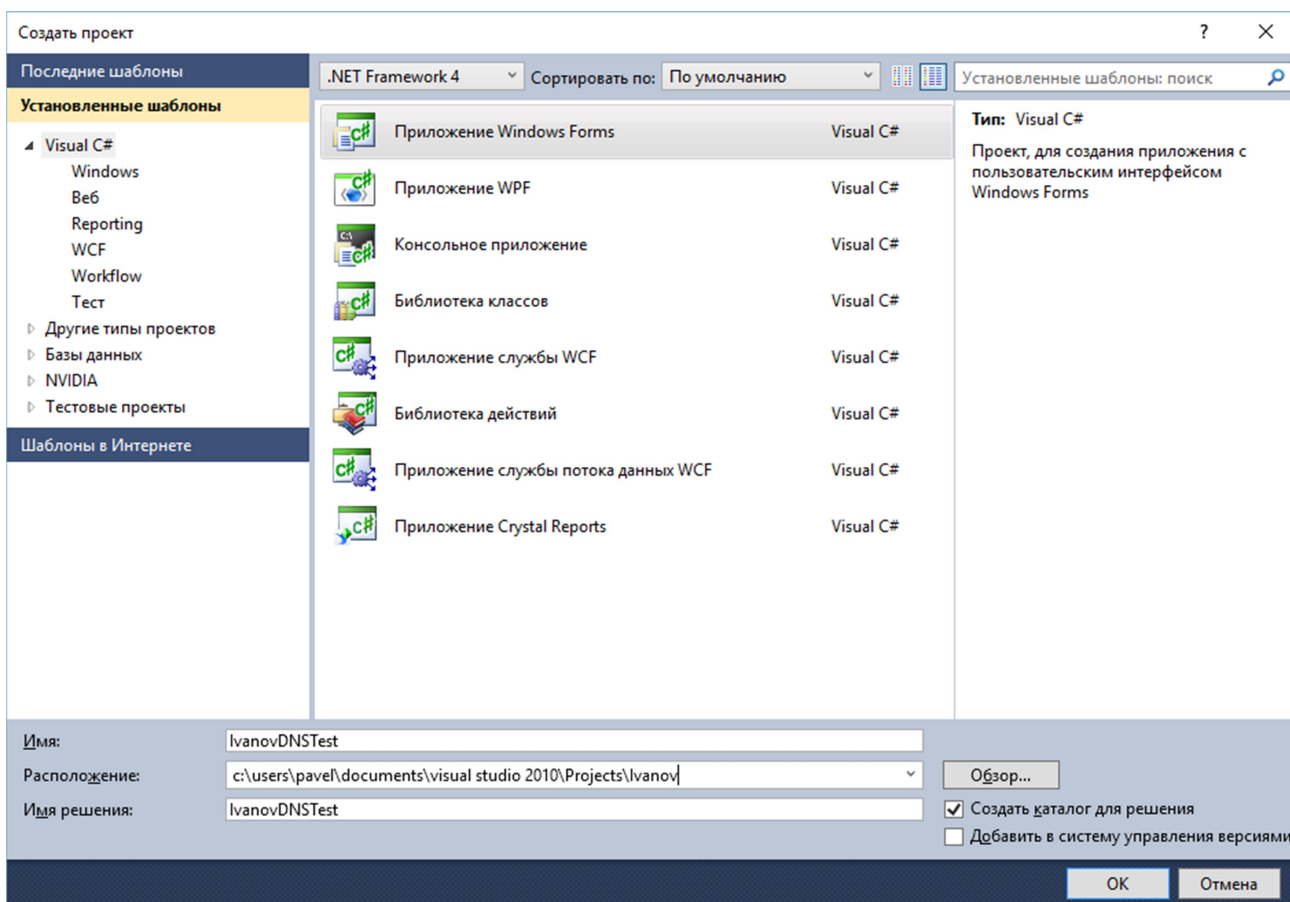 Создать проект
?
Последние шаблоны
.NET Framework 4
Сортировать по:
По умолчанию
Установленные шаблоны: поиск
Установленные шаблоны
Visual C#
Windows
Веб
Reporting
WCF
Workflow
Тест
Другие типы проектов
Базы данных
NVIDIA
Тестовые проекты
Шаблоны в Интернете
Приложение Windows Forms Visual C#
Приложение WPF Visual C#
Консольное приложение Visual C#
Библиотека классов Visual C#
Приложение службы WCF Visual C#
Библиотека действий Visual C#
Приложение службы потока данных WCF Visual C#
Приложение Crystal Reports Visual C#
Тип: Visual C#
Проект, для создания приложения с
пользовательским интерфейсом
Windows Forms
Имя: IvanovDNSTest
Расположение: c:\users\pavel\documents\visual studio 2010\Projects\Ivanov
Обзор...
Имя решения: IvanovDNSTest
Создать каталог для решения
Добавить в систему управления версиями
OK
Отмена